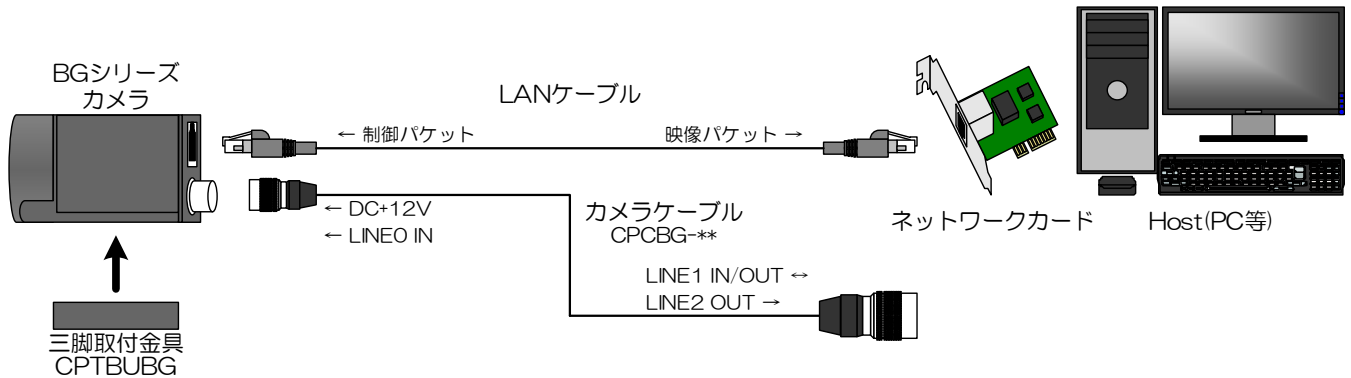 BGシリーズ
カメラ
LANケーブル
← 制御パケット
映像パケット →
← DC+12V
← LINE0 IN
カメラケーブル
CPCBG-**
LINE1 IN/OUT ↔
LINE2 OUT →
ネットワークカード
Host(PC等)
三脚取付金具
CPTBUBG